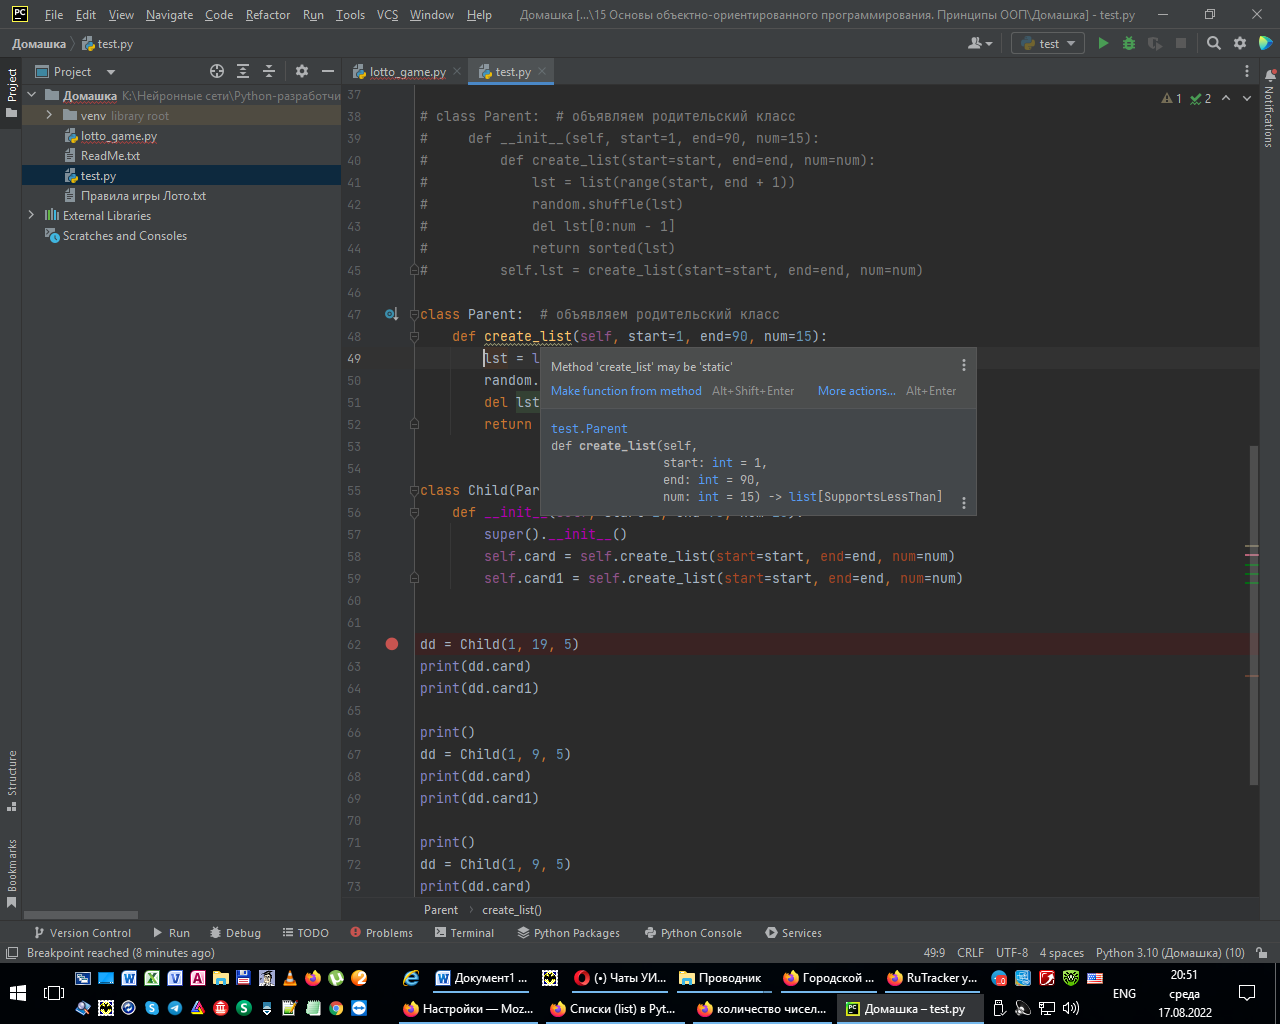 PC File Edit View Navigate Code Refactor Run Tools VCS Window Help Домашка [...\15 Основы объектно-ориентированного программирования. Принципы ООП\Домашка] - test.py
Домашка test.py test
Project lotto_game.py test.py
Project
Домашка K:\Нейронные сети\Python-разработчи
venv library root
lotto_game.py
ReadMe.txt
test.py
Правила игры Лото.txt
External Libraries
Scratches and Consoles
Structure
Bookmarks
Notifications
1 2
37
38 # class Parent: # объявляем родительский класс
39 # def __init__(self, start=1, end=90, num=15):
40 # def create_list(start=start, end=end, num=num):
41 # lst = list(range(start, end + 1))
42 # random.shuffle(lst)
43 # del lst[0:num - 1]
44 # return sorted(lst)
45 # self.lst = create_list(start=start, end=end, num=num)
46
47 class Parent: # объявляем родительский класс
48 def create_list(self, start=1, end=90, num=15):
49 lst = l
50 random.
51 del lst
52 return
53
54
55 class Child(Par
56 def __init__(
57 super().__init__()
58 self.card = self.create_list(start=start, end=end, num=num)
59 self.card1 = self.create_list(start=start, end=end, num=num)
60
61
62 dd = Child(1, 19, 5)
63 print(dd.card)
64 print(dd.card1)
65
66 print()
67 dd = Child(1, 9, 5)
68 print(dd.card)
69 print(dd.card1)
70
71 print()
72 dd = Child(1, 9, 5)
73 print(dd.card)
Method 'create_list' may be 'static'
Make function from method Alt+Shift+Enter More actions... Alt+Enter
test.Parent
def create_list(self,
start: int = 1,
end: int = 90,
num: int = 15) -> list[SupportsLessThan]
Parent create_list()
Version Control Run Debug TODO Problems Terminal Python Packages Python Console Services
Breakpoint reached (8 minutes ago) 49:9 CRLF UTF-8 4 spaces Python 3.10 (Домашка) (10)
Документ1 ... (•) Чаты УИ... Проводник Городской ... RuTracker y...
Настройки — Moz... Списки (list) в Pyt... количество чисел... Домашка – test.py
ENG
20:51
среда
17.08.2022